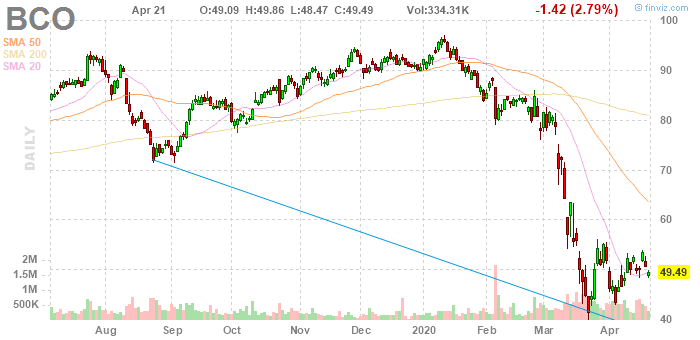 BCO Apr 21 O:49.09 H:49.86 L:48.47 C:49.49 Vol:334.31K -1.42 (2.79%) © finviz.com
SMA 50
SMA 200
SMA 20
DAILY
100
90
80
70
60
49.49
40
2M
1.5M
1M
500K
Aug Sep Oct Nov Dec 2020 Feb Mar Apr